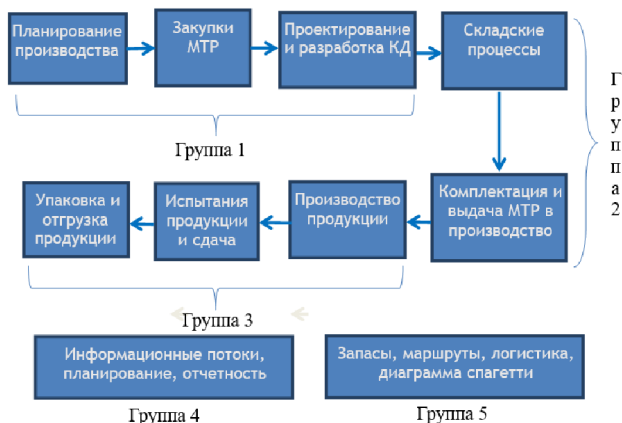 Планирование
производства
Закупки
МТР
Проектирование
и разработка КД
Складские
процессы
Группа 1
Группа 2
Упаковка и
отгрузка
продукции
Испытания
продукции
и сдача
Производство
продукции
Комплектация и
выдача МТР в
производство
Группа 3
Информационные потоки,
планирование, отчетность
Запасы, маршруты, логистика,
диаграмма спагетти
Группа 4
Группа 5